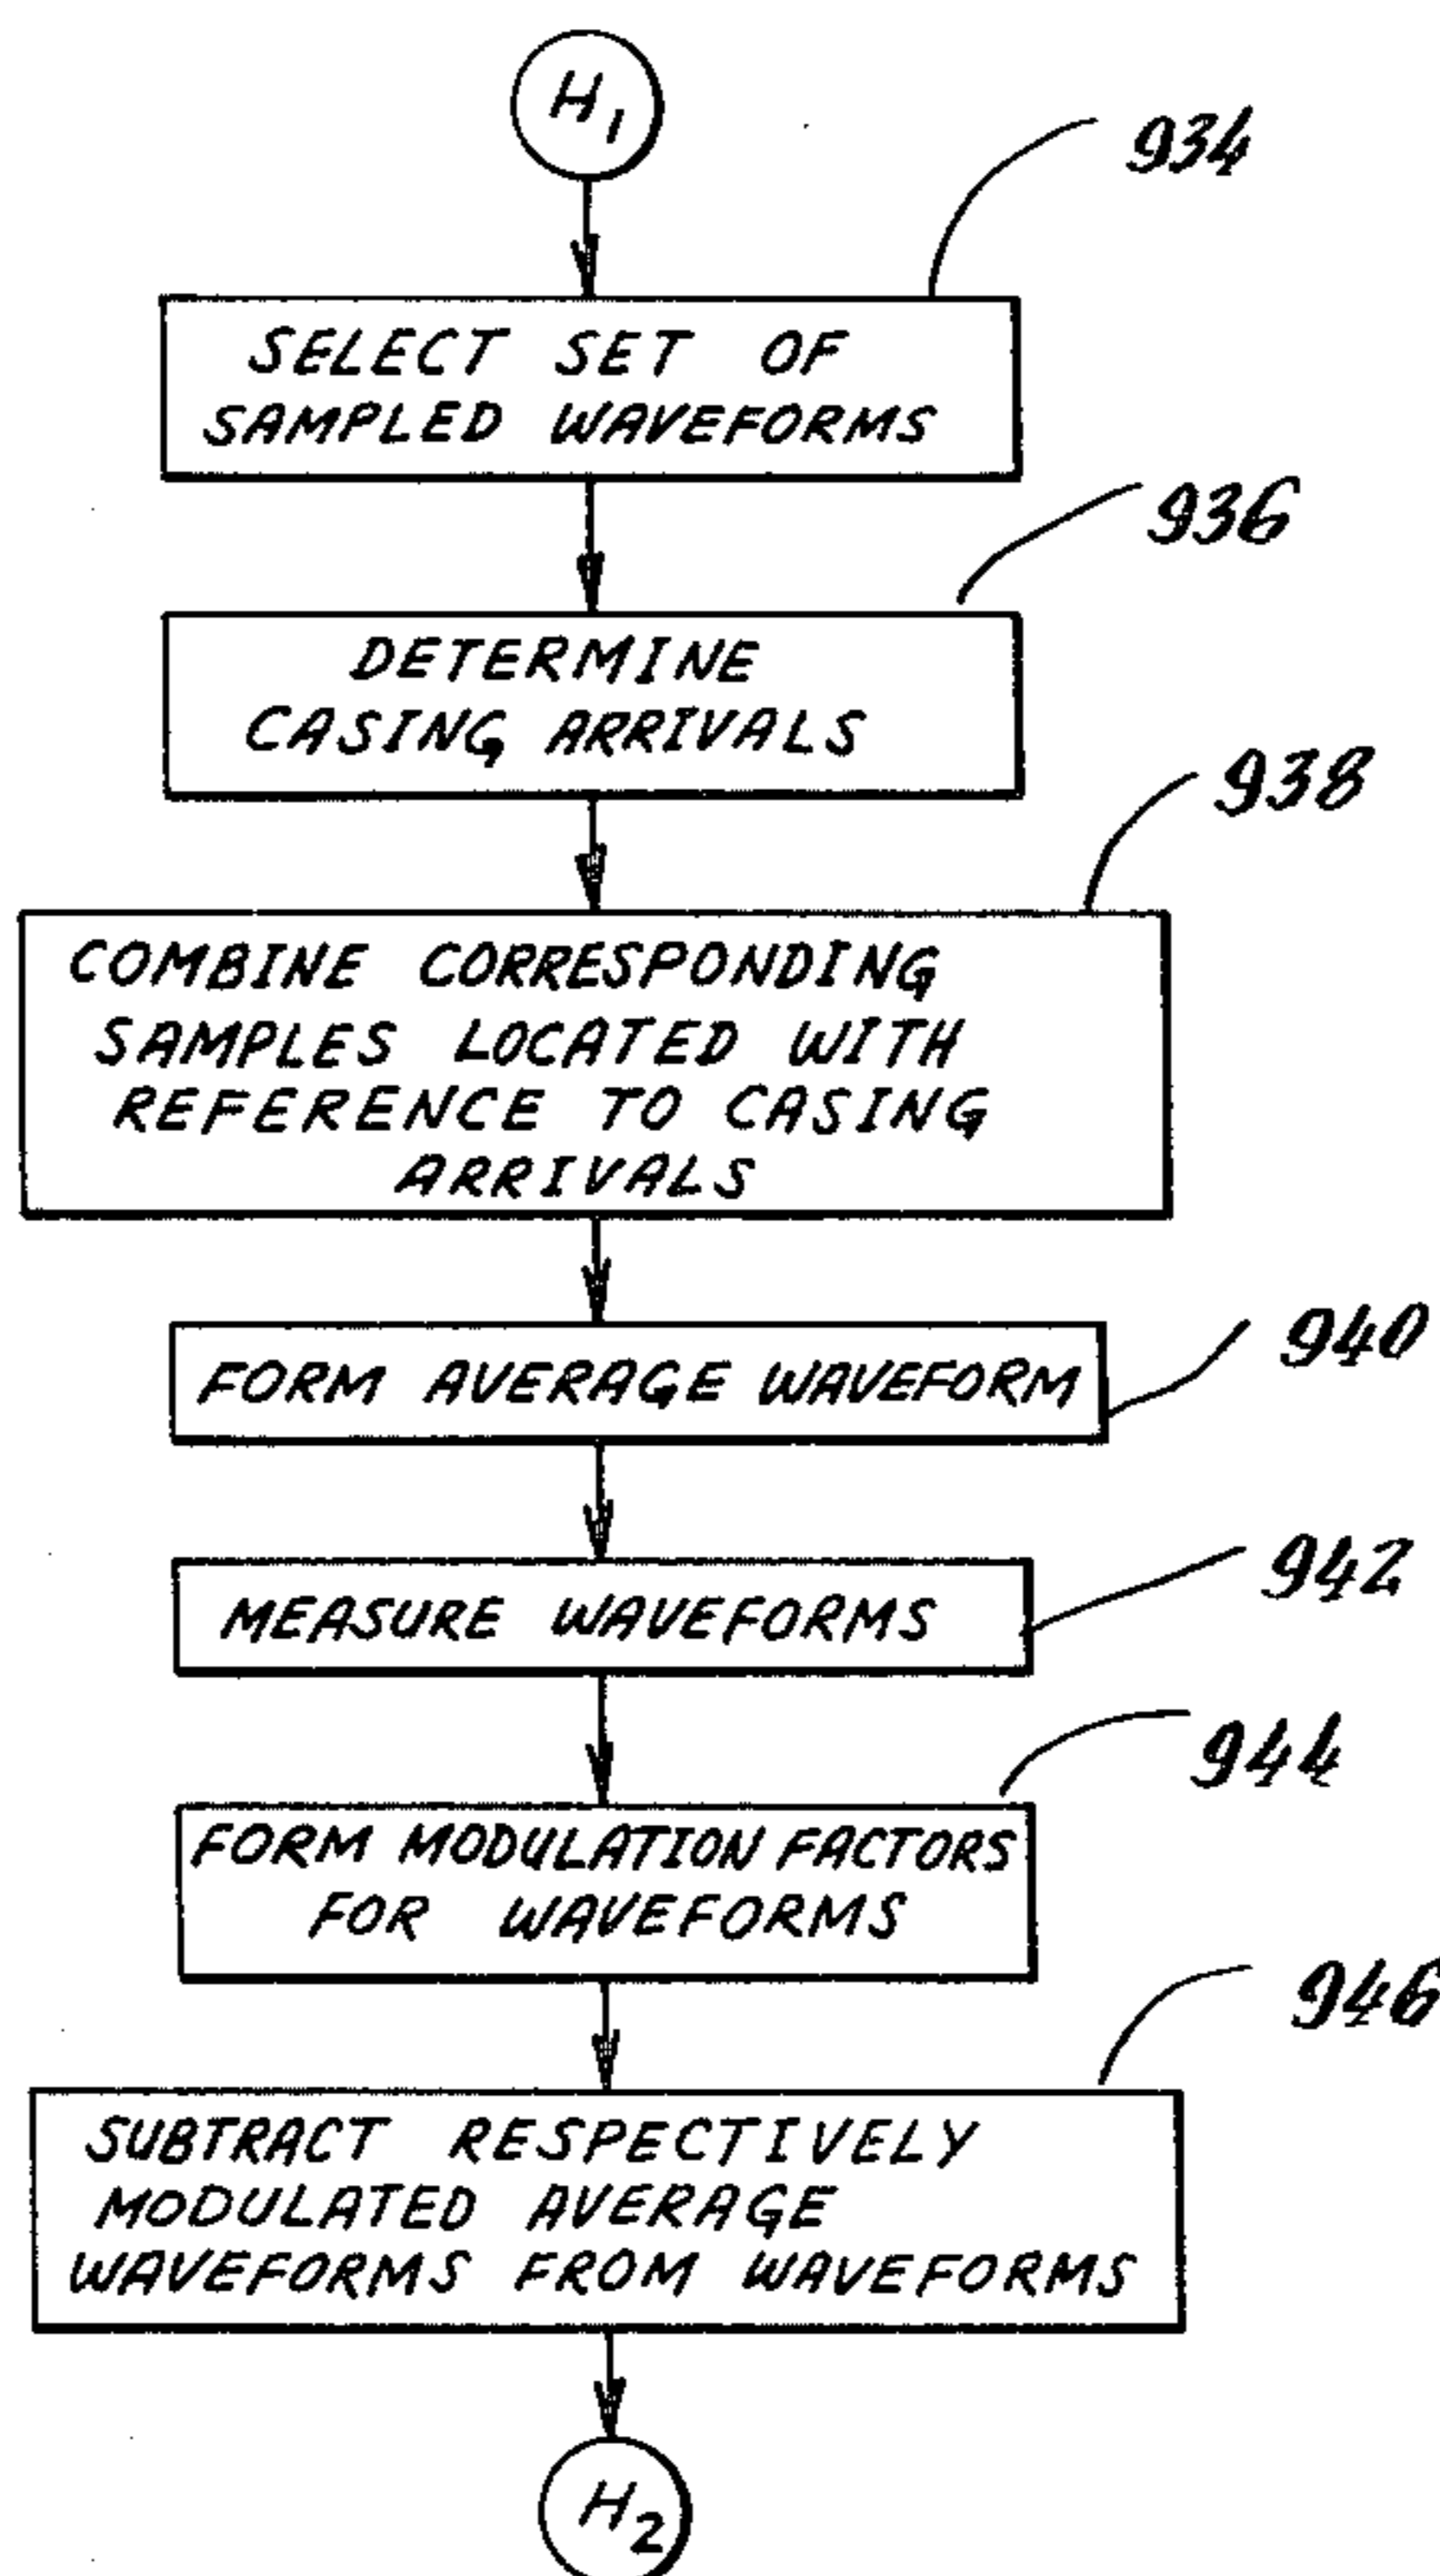 H1
934
SELECT SET OF
SAMPLED WAVEFORMS
936
DETERMINE
CASING ARRIVALS
938
COMBINE CORRESPONDING
SAMPLES LOCATED WITH
REFERENCE TO CASING
ARRIVALS
940
FORM AVERAGE WAVEFORM
942
MEASURE WAVEFORMS
944
FORM MODULATION FACTORS
FOR WAVEFORMS
946
SUBTRACT RESPECTIVELY
MODULATED AVERAGE
WAVEFORMS FROM WAVEFORMS
H2